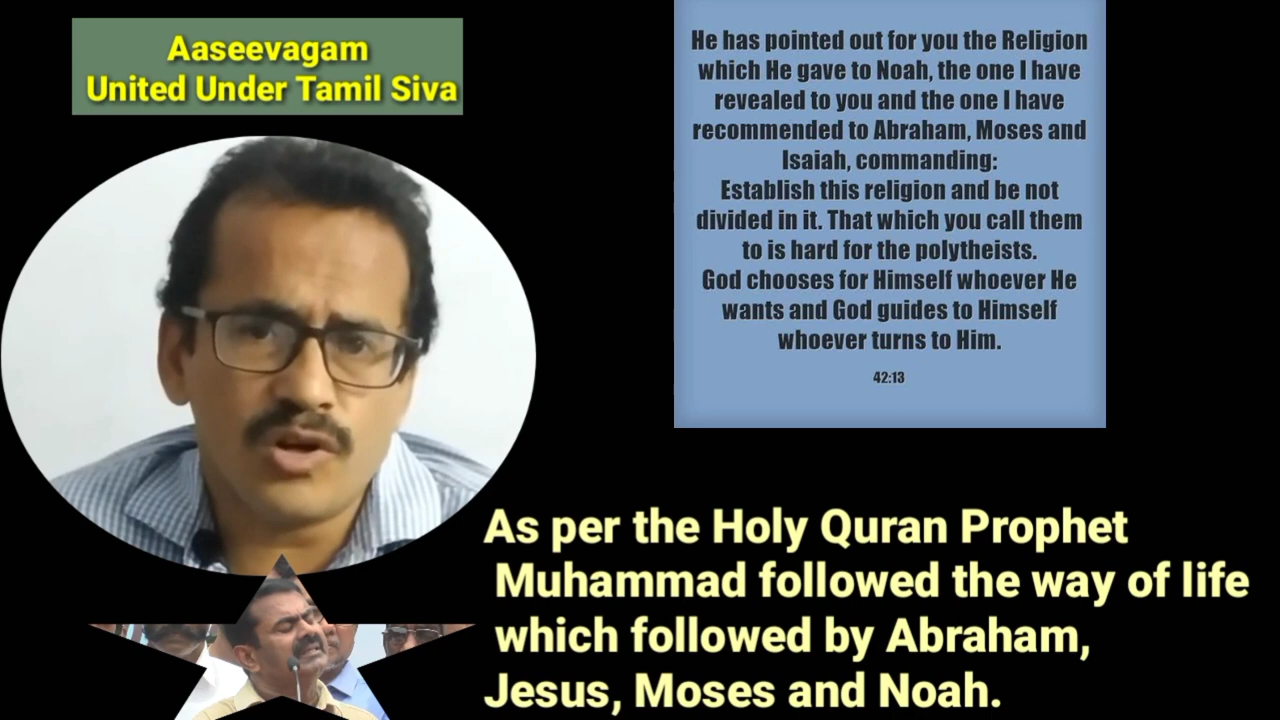 Aaseevagam
United Under Tamil Siva
He has pointed out for you the Religion
which He gave to Noah, the one I have
revealed to you and the one I have
recommended to Abraham, Moses and
Isaiah, commanding:
Establish this religion and be not
divided in it. That which you call them
to is hard for the polytheists.
God chooses for Himself whoever He
wants and God guides to Himself
whoever turns to Him.
42:13
As per the Holy Quran Prophet
Muhammad followed the way of life
which followed by Abraham,
Jesus, Moses and Noah.